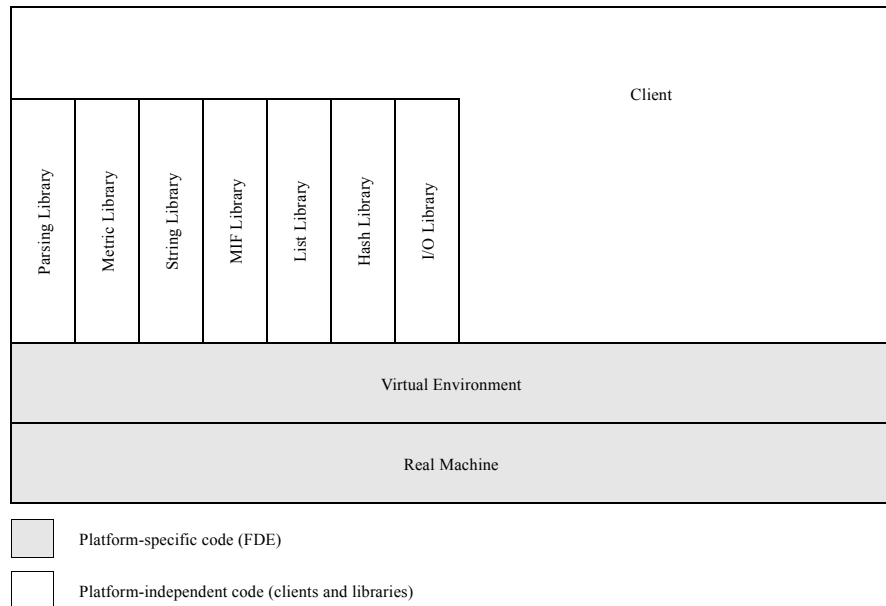 Client
Parsing Library
Metric Library
String Library
MIF Library
List Library
Hash Library
I/O Library
Virtual Environment
Real Machine
Platform-specific code (FDE)
Platform-independent code (clients and libraries)